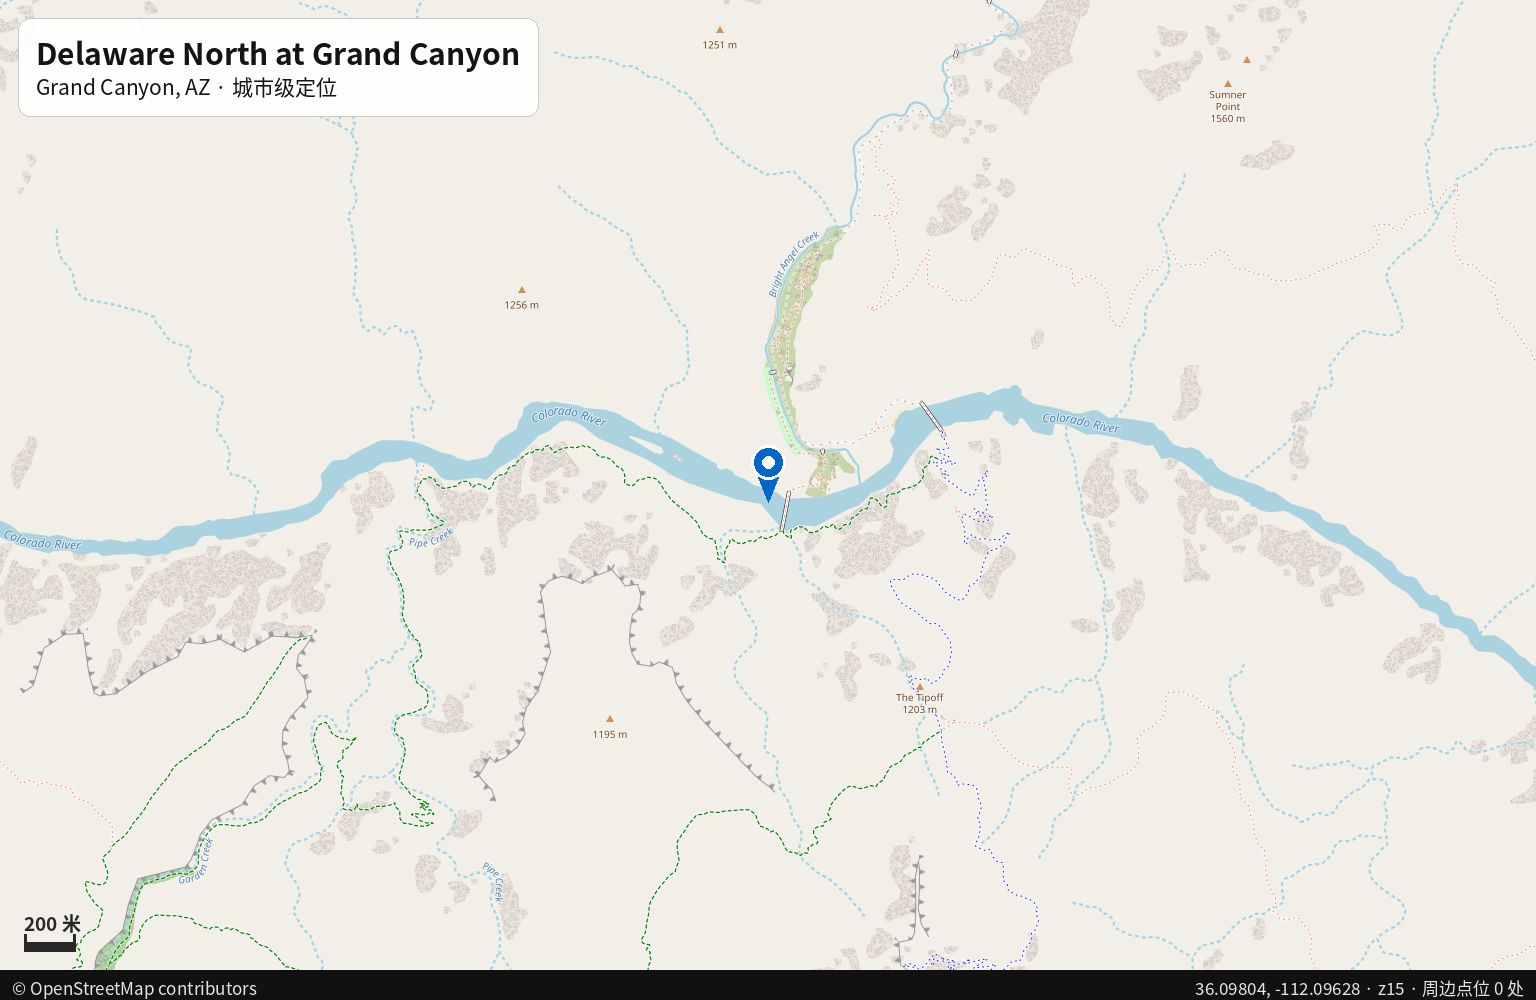 Delaware North at Grand Canyon
Grand Canyon, AZ · 城市级定位
1251 m
Sumner
Point
1560 m
Bright Angel Creek
1256 m
Colorado River
Colorado River
Colorado River
Pipe Creek
The Tipoff
1203 m
1195 m
Garden Creek
Pipe Creek
200 米
© OpenStreetMap contributors
36.09804, -112.09628 · z15 · 周边点位 0 处